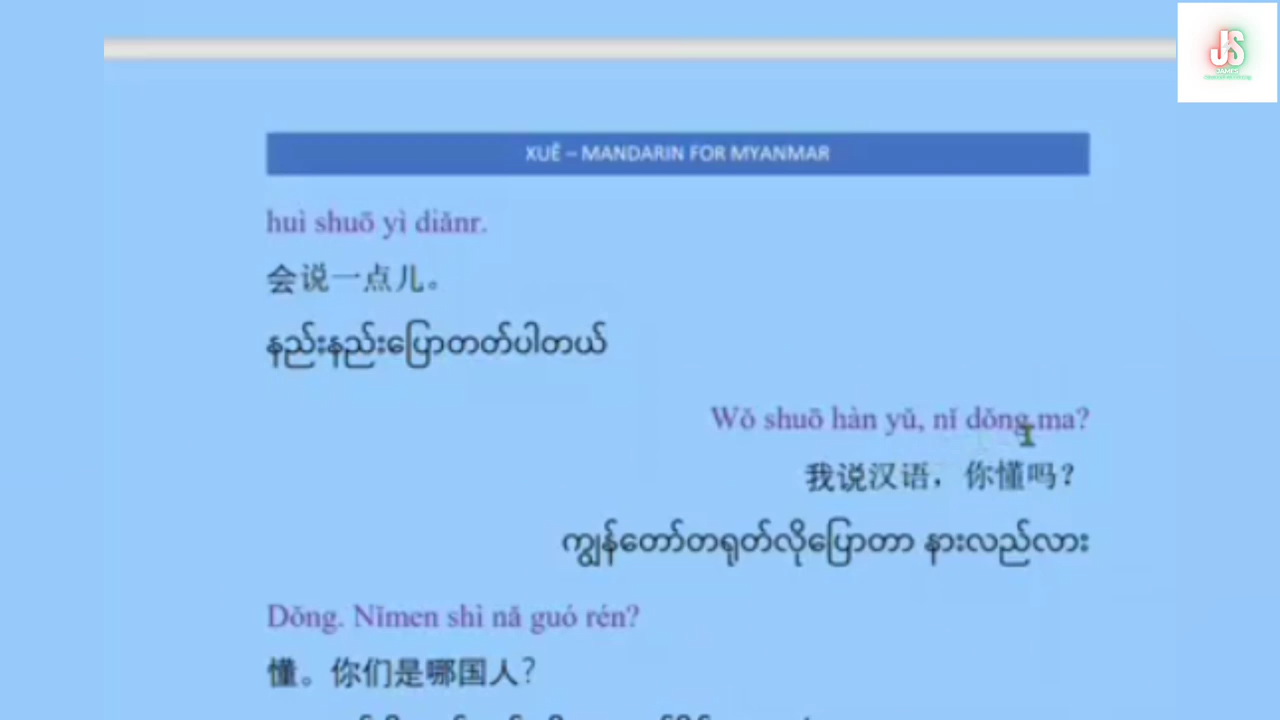 JS
JAMES
XUÉ – MANDARIN FOR MYANMAR
huì shuō yì diǎnr.
会说一点儿。
နည်းနည်းပြောတတ်ပါတယ်
Wǒ shuō hàn yǔ, nǐ dǒng ma?
我说汉语，你懂吗？
ကျွန်တော်တရုတ်လိုပြောတာ နားလည်လား
Dǒng. Nǐmen shì nǎ guó rén?
懂。你们是哪国人？